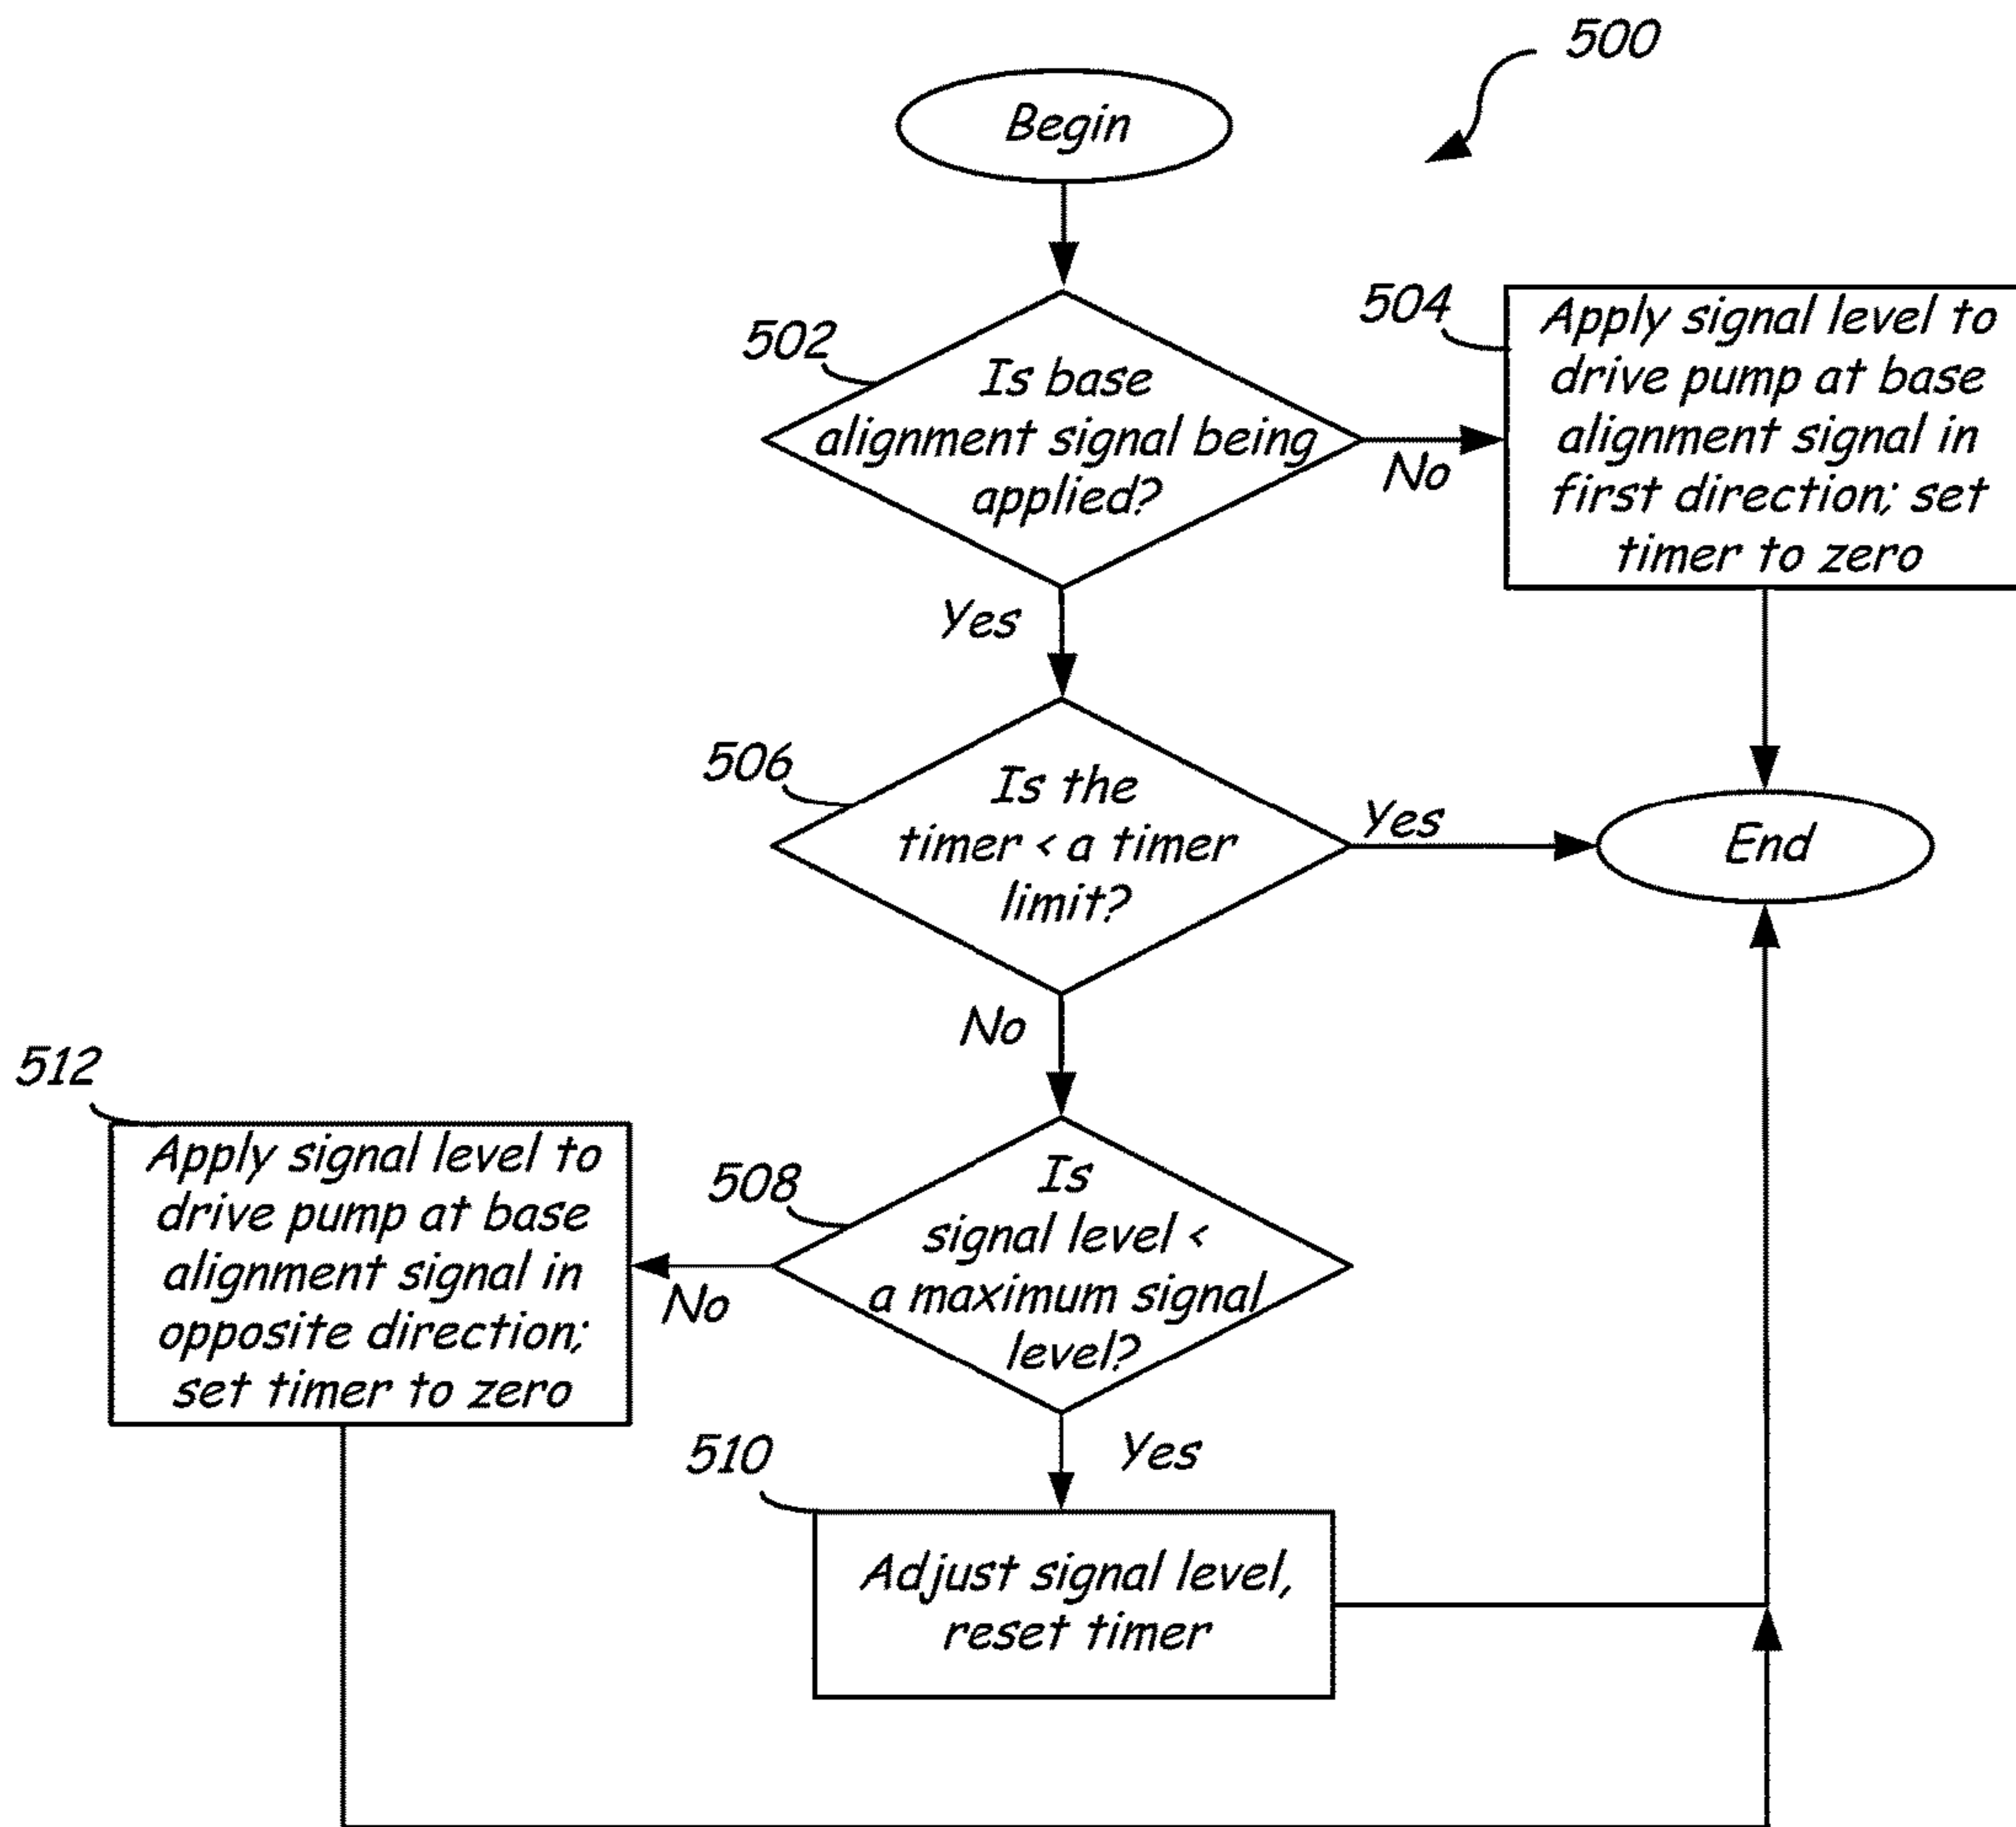 500
Begin
502
Is base
alignment signal being
applied?
No
504
Apply signal level to
drive pump at base
alignment signal in
first direction; set
timer to zero
Yes
506
Is the
timer < a timer
limit?
Yes
End
No
508
Is
signal level <
a maximum signal
level?
No
512
Apply signal level to
drive pump at base
alignment signal in
opposite direction;
set timer to zero
Yes
510
Adjust signal level,
reset timer